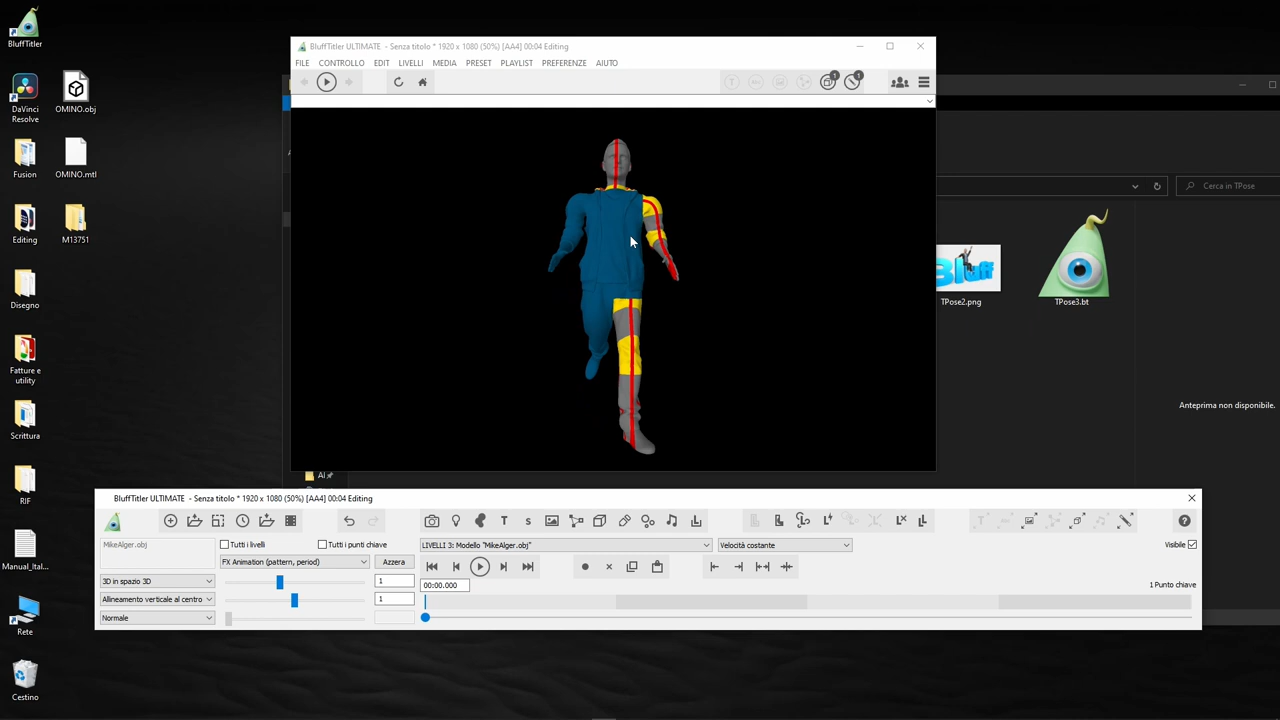 BluffTitler
DaVinci
Resolve
OMINO.obj
Fusion
OMINO.mtl
Editing
M13751
Disegno
Fatture e
utility
Scrittura
RIF
Manual_Ital...
Rete
Cestino
BluffTitler ULTIMATE - Senza titolo * 1920 x 1080 (50%) [AA4] 00:04 Editing
FILE CONTROLLO EDIT LIVELLI MEDIA PRESET PLAYLIST PREFERENZE AIUTO
1 1
Cerca in TPose
Bluff
TPose2.png
TPose3.bt
Anteprima non disponibile.
BluffTitler ULTIMATE - Senza titolo * 1920 x 1080 (50%) [AA4] 00:04 Editing
T S
MikeAlger.obj
Tutti i livelli Tutti i punti chiave
LIVELLI 3: Modello "MikeAlger.obj" Velocità costante Visibile
FX Animation (pattern, period) Azzera
3D in spazio 3D 1
00:00.000 1 Punto chiave
Allineamento verticale al centro 1
Normale